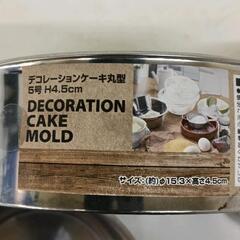 デコレーションケーキ丸型
5号 H4.5cm
DECORATION
CAKE
MOLD
サイズ:(約)φ15.3×高さ4.5cm